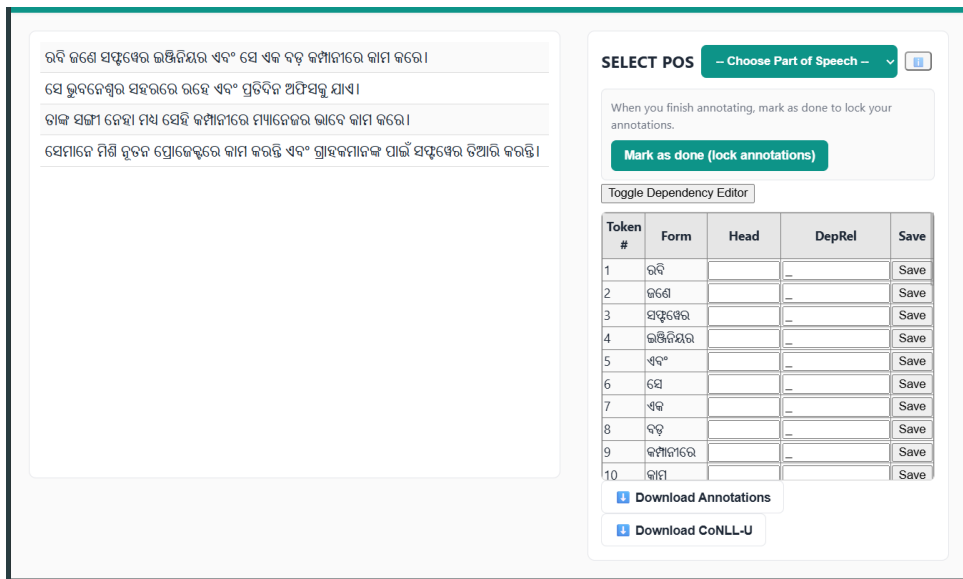 ରବି ଜଣେ ସଫ୍ଟୱେର ଇଞ୍ଜିନିୟର ଏବଂ ସେ ଏକ ବଡ଼ କମ୍ପାନୀରେ କାମ କରେ।
ସେ ଭୁବନେଶ୍ୱର ସହରରେ ରହେ ଏବଂ ପ୍ରତିଦିନ ଅଫିସକୁ ଯାଏ।
ତାଙ୍କ ସଙ୍ଗୀ ନେହା ମଧ୍ୟ ସେହି କମ୍ପାନୀରେ ମ୍ୟାନେଜର ଭାବେ କାମ କରେ।
ସେମାନେ ମିଶି ନୂତନ ପ୍ରୋଜେକ୍ଟରେ କାମ କରନ୍ତି ଏବଂ ଗ୍ରାହକମାନଙ୍କ ପାଇଁ ସଫ୍ଟୱେର ତିଆରି କରନ୍ତି।
SELECT POS -- Choose Part of Speech --
When you finish annotating, mark as done to lock your
annotations.
Mark as done (lock annotations)
Toggle Dependency Editor
Token # Form Head DepRel Save
1 ରବି _ Save
2 ଜଣେ _ Save
3 ସଫ୍ଟୱେର _ Save
4 ଇଞ୍ଜିନିୟର _ Save
5 ଏବଂ _ Save
6 ସେ _ Save
7 ଏକ _ Save
8 ବଡ଼ _ Save
9 କମ୍ପାନୀରେ _ Save
10 କାମ Save
Download Annotations
Download CoNLL-U